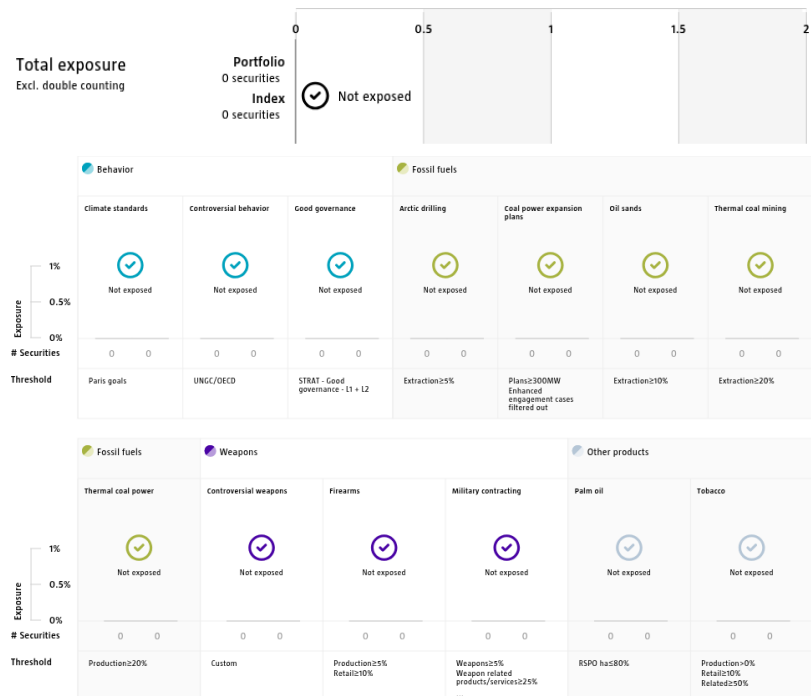 0 0.5 1 1.5 2
Total exposure
Excl. double counting
Portfolio
0 securities
Index
0 securities
Not exposed
Behavior Fossil fuels
Climate standards Controversial behavior Good governance Arctic drilling Coal power expansion plans Oil sands Thermal coal mining
Not exposed Not exposed Not exposed Not exposed Not exposed Not exposed Not exposed
Exposure
1%
0.5%
0%
# Securities 0 0 0 0 0 0 0 0 0 0 0 0 0 0
Threshold Paris goals UNGC/OECD STRAT - Good governance - L1 + L2 Extraction≥5% Plans≥300MW Enhanced engagement cases filtered out Extraction≥10% Extraction≥20%
Fossil fuels Weapons Other products
Thermal coal power Controversial weapons Firearms Military contracting Palm oil Tobacco
Not exposed Not exposed Not exposed Not exposed Not exposed Not exposed
Exposure
1%
0.5%
0%
# Securities 0 0 0 0 0 0 0 0 0 0 0 0
Threshold Production≥20% Custom Production≥5% Retail≥10% Weapons≥5% Weapon related products/services≥25% RSPO ha≤80% Production>0% Retail≥10% Related≥50%